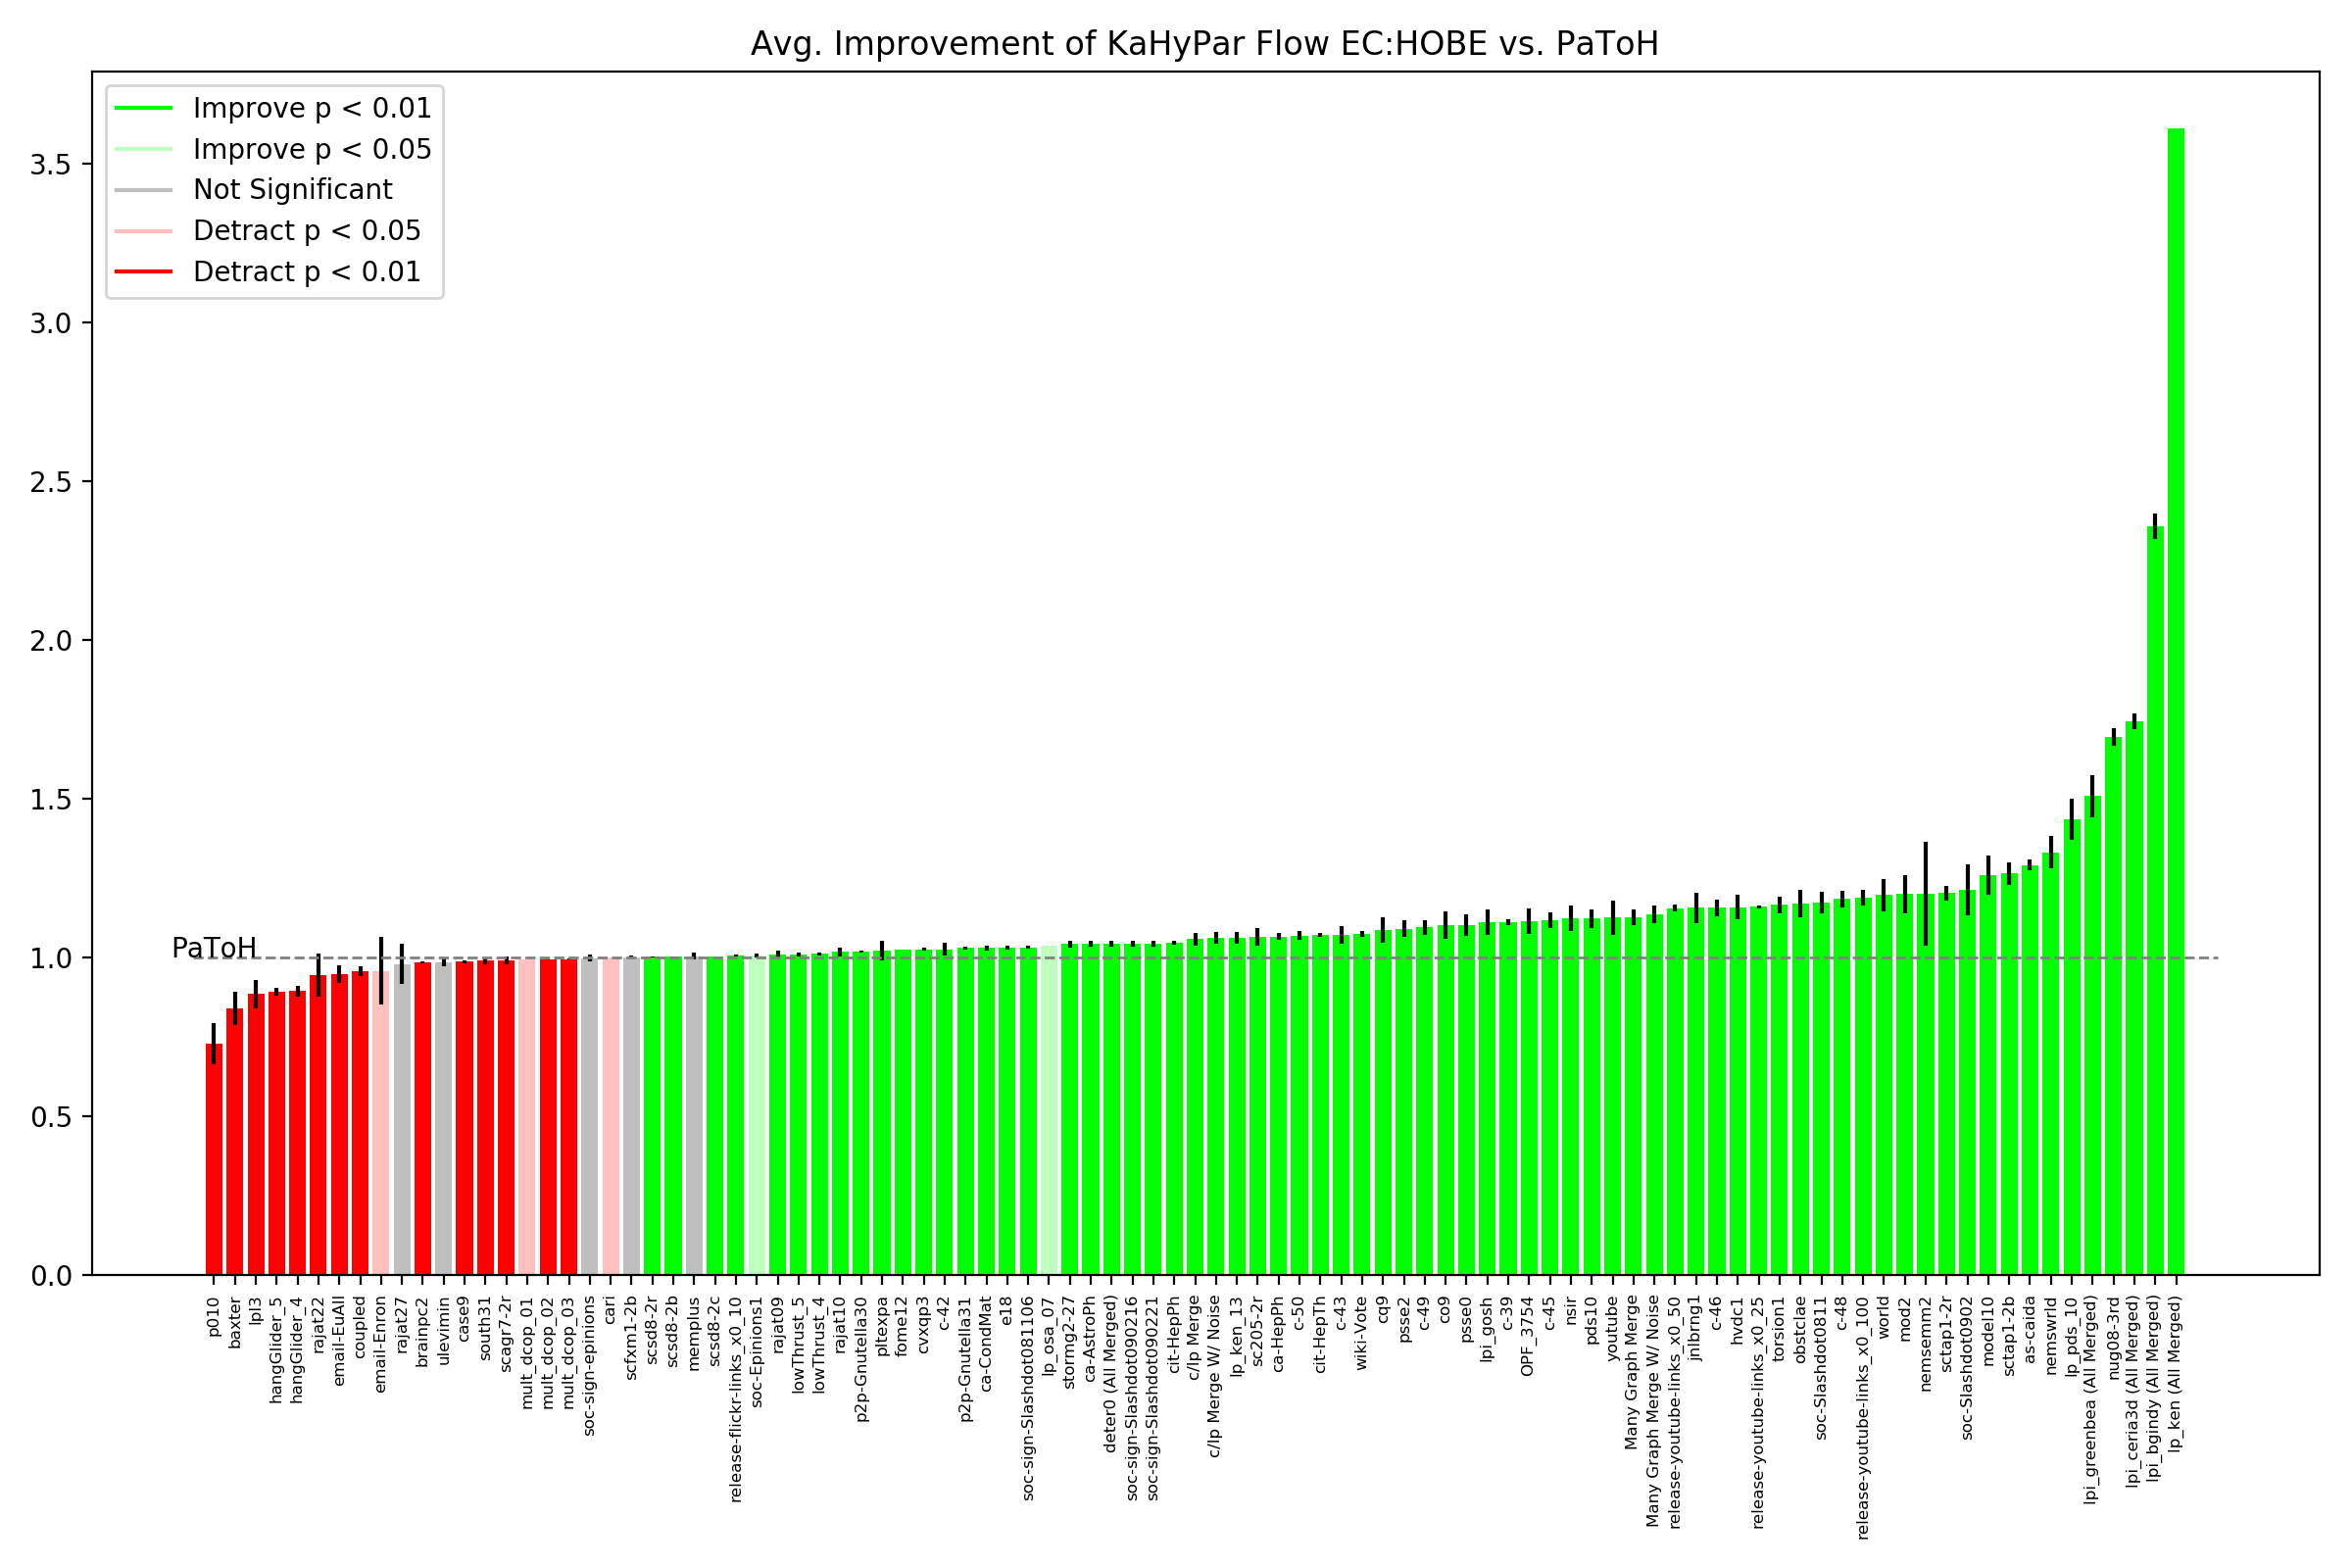 Avg. Improvement of KaHyPar Flow EC:HOBE vs. PaToH
Improve p < 0.01
Improve p < 0.05
Not Significant
Detract p < 0.05
Detract p < 0.01
3.5
3.0
2.5
2.0
1.5
1.0
0.5
0.0
PaToH
p010
baxter
lpl3
hangGlider_5
hangGlider_4
rajat22
email-EuAll
coupled
email-Enron
rajat27
brainpc2
ulevimin
case9
south31
scagr7-2r
mult_dcop_01
mult_dcop_02
mult_dcop_03
soc-sign-epinions
cari
scfxm1-2b
scsd8-2r
scsd8-2b
memplus
scsd8-2c
release-flickr-links_x0_10
soc-Epinions1
rajat09
lowThrust_5
lowThrust_4
rajat10
p2p-Gnutella30
pltexpa
fome12
cvxqp3
c-42
p2p-Gnutella31
ca-CondMat
e18
soc-sign-Slashdot081106
lp_osa_07
stormg2-27
ca-AstroPh
deter0 (All Merged)
soc-sign-Slashdot090216
soc-sign-Slashdot090221
cit-HepPh
c/lp Merge
c/lp Merge W/ Noise
lp_ken_13
sc205-2r
ca-HepPh
c-50
cit-HepTh
c-43
wiki-Vote
cq9
psse2
c-49
co9
psse0
lpi_gosh
c-39
OPF_3754
c-45
nsir
pds10
youtube
Many Graph Merge
Many Graph Merge W/ Noise
release-youtube-links_x0_50
jnlbrng1
c-46
hvdc1
release-youtube-links_x0_25
torsion1
obstclae
soc-Slashdot0811
c-48
release-youtube-links_x0_100
world
mod2
nemsemm2
sctap1-2r
soc-Slashdot0902
model10
sctap1-2b
as-caida
nemswrld
lp_pds_10
lpi_greenbea (All Merged)
nug08-3rd
lpi_ceria3d (All Merged)
lpi_bgindy (All Merged)
lp_ken (All Merged)